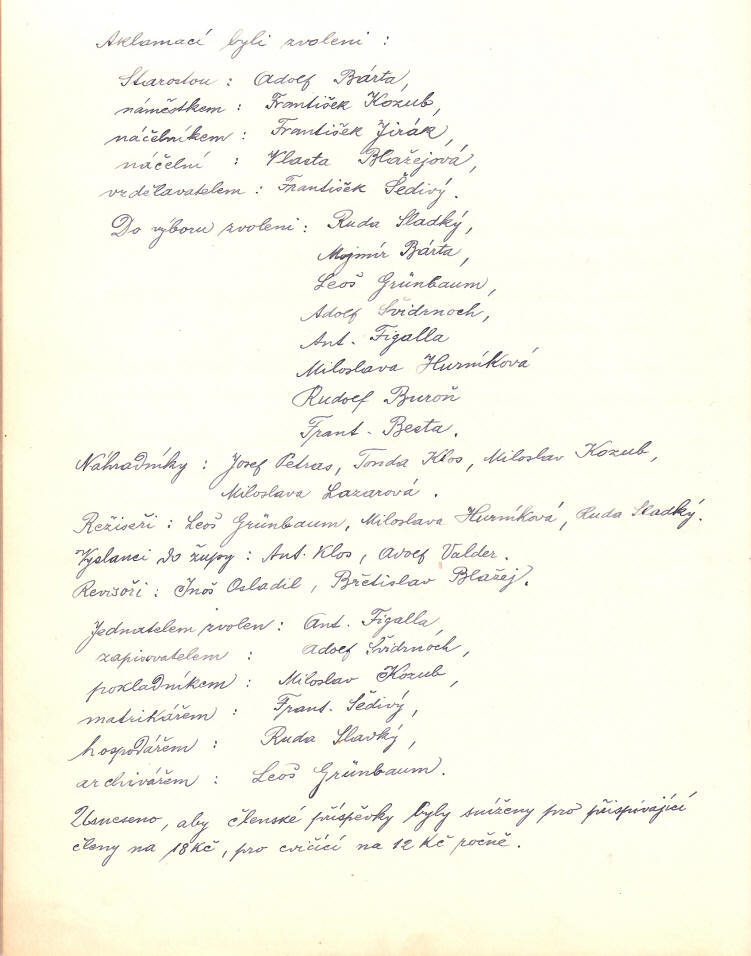 Aklamací byli zvoleni :
Starostou : Adolf Bárta,
náměstkem : František Kozub,
náčelníkem : František Jirák,
náčelní : Vlasta Blažejová,
vzdělavatelem : František Šedivý.
Do výboru zvoleni : Ruda Sladký,
Mojmír Bárta,
Leoš Grünbaum,
Adolf Švidrnoch,
Ant. Figalla
Miloslava Hurníková
Rudolf Buroň
Frant. Besta.
Náhradníky : Josef Petras, Tonda Klos, Miloslav Kozub,
Miloslava Lazarová.
Režiseři : Leoš Grünbaum, Miloslava Hurníková, Ruda Sladký.
Vyslanci do župy : Ant. Klos, Adolf Valder.
Revisoři : Inoš Osladil, Břetislav Blažej.
Jednatelem zvolen : Ant. Figalla,
zapisovatelem : Adolf Švidrnoch,
pokladníkem : Miloslav Kozub,
matrikářem : Frant. Šedivý,
hospodářem : Ruda Sladký,
archivářem : Leoš Grünbaum.
Usneseno, aby členské příspěvky byly sníženy pro přispívající
členy na 18 Kč, pro cvičící na 12 Kč ročně.